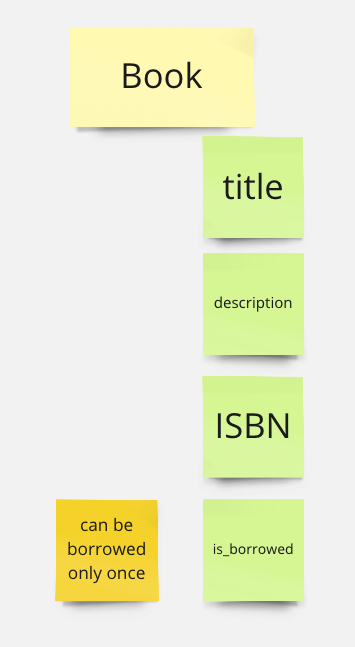 Book
title
description
ISBN
can be
borrowed
only once
is_borrowed